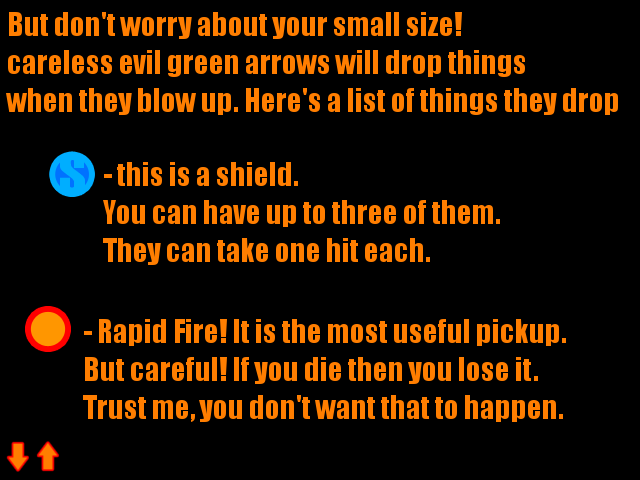 But don't worry about your small size!
careless evil green arrows will drop things
when they blow up. Here's a list of things they drop
S
- this is a shield.
You can have up to three of them.
They can take one hit each.
- Rapid Fire! It is the most useful pickup.
But careful! If you die then you lose it.
Trust me, you don't want that to happen.